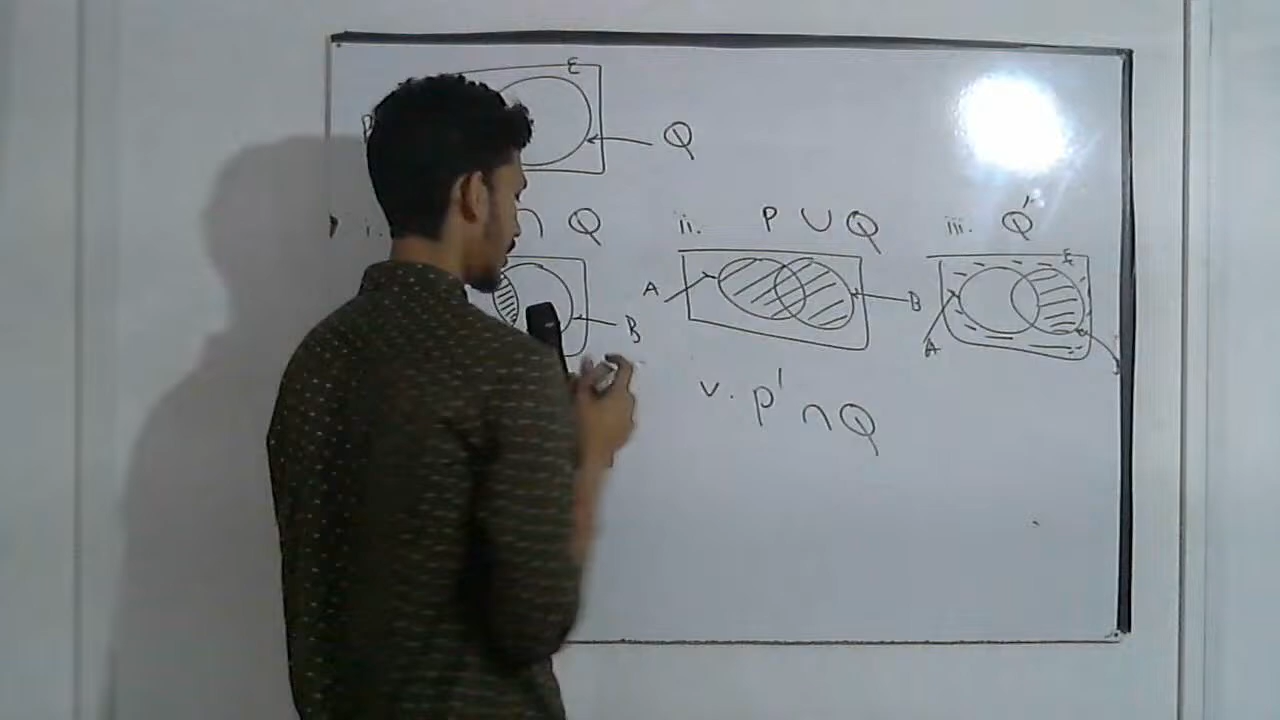 Ɛ
P
Q
i. ∩ Q
ii. P ∪ Q
iii. Q'
Ɛ
A
B
B
A
v. P' ∩ Q